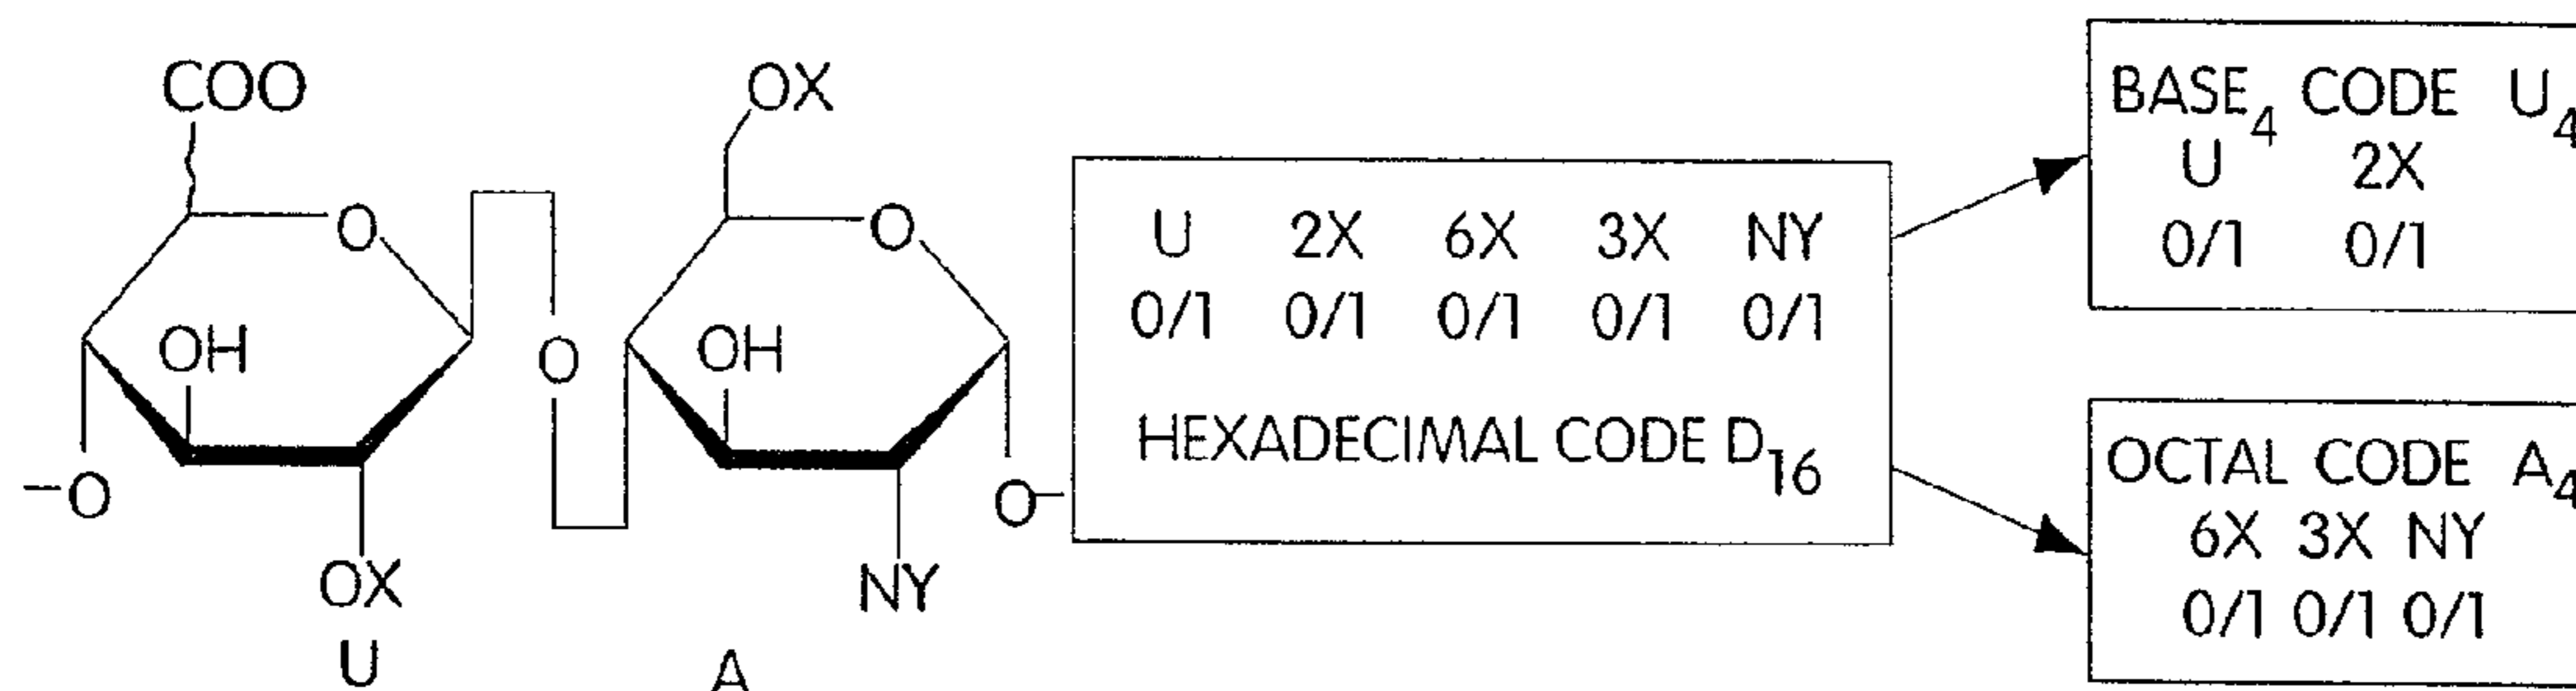 COO
OX
O
O
OH
OH
O
-O
O-
OX
NY
U
A
U 2X 6X 3X NY
0/1 0/1 0/1 0/1 0/1
HEXADECIMAL CODE D16
BASE4 CODE U4
U 2X
0/1 0/1
OCTAL CODE A4
6X 3X NY
0/1 0/1 0/1